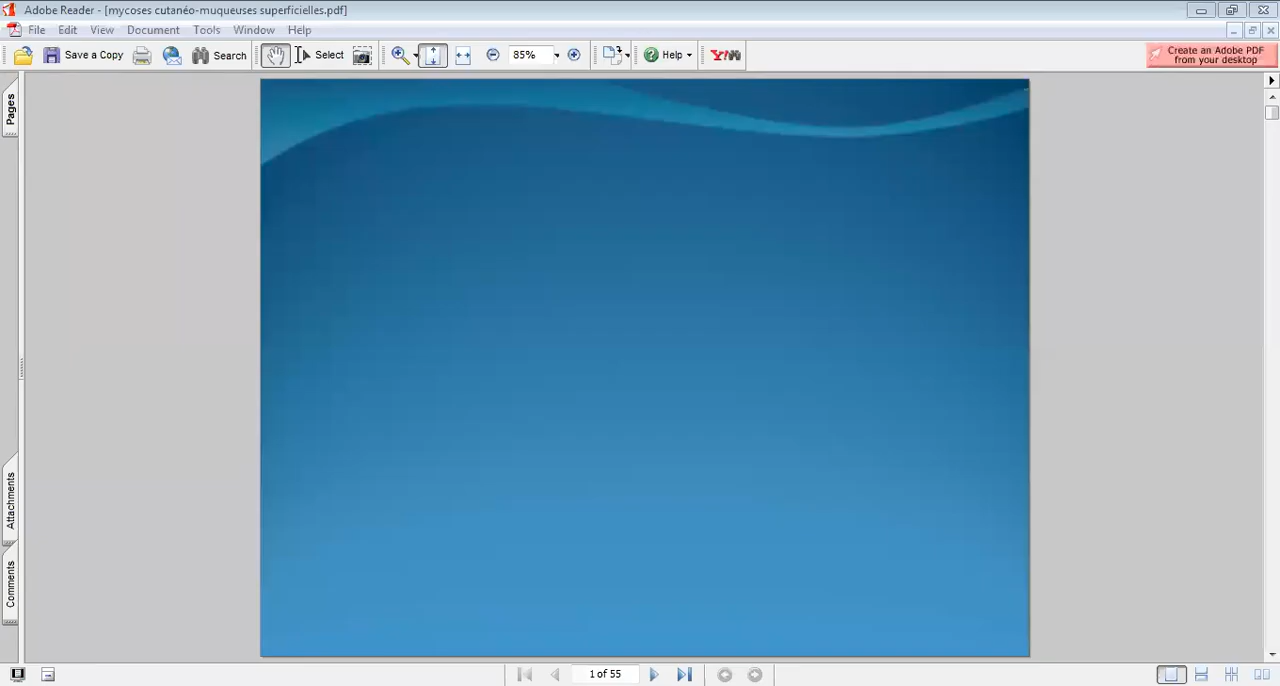 Adobe Reader - [mycoses cutanéo-muqueuses superficielles.pdf]
File Edit View Document Tools Window Help
Save a Copy Search Select 85% Help Y!
Create an Adobe PDF
from your desktop
Pages
Attachments
Comments
1 of 55